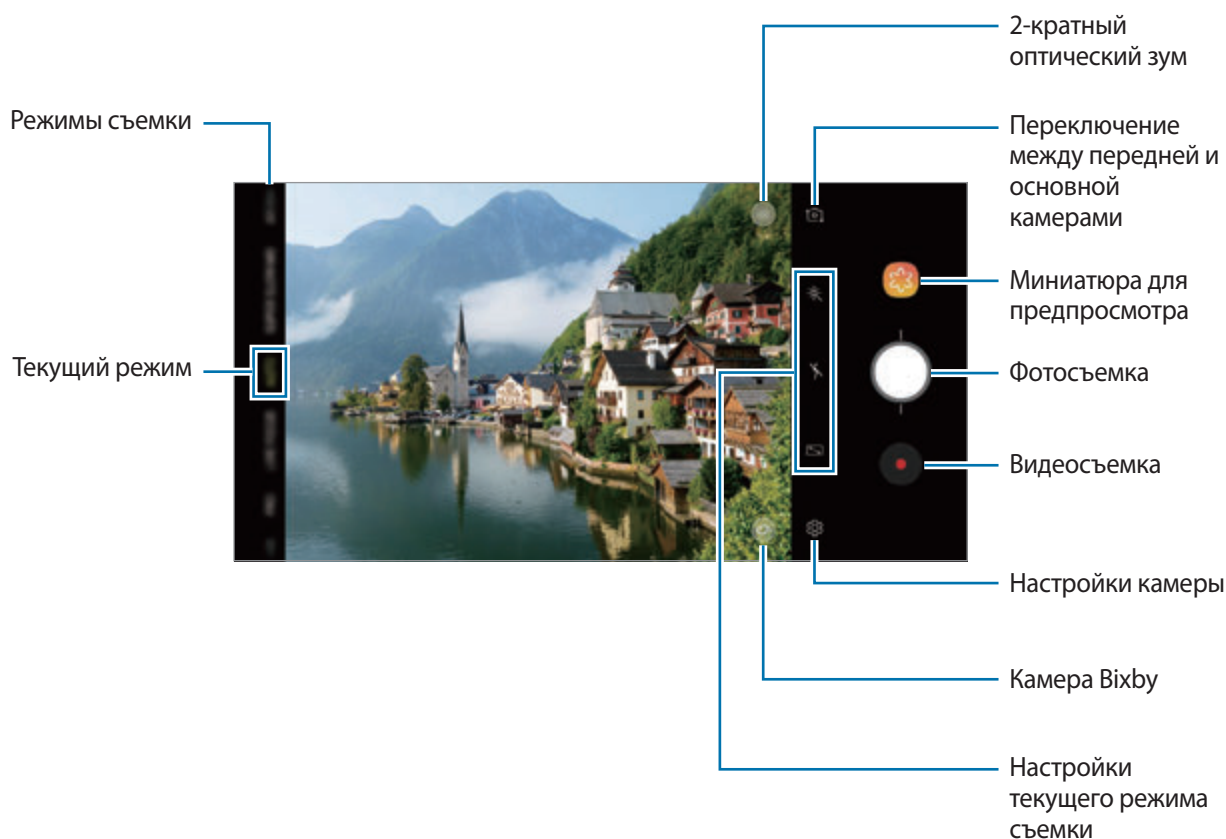 2-кратный
оптический зум
Режимы съемки
Переключение
между передней и
основной
камерами
Миниатюра для
предпросмотра
Текущий режим
Фотосъемка
Видеосъемка
Настройки камеры
Камера Bixby
Настройки
текущего режима
съемки